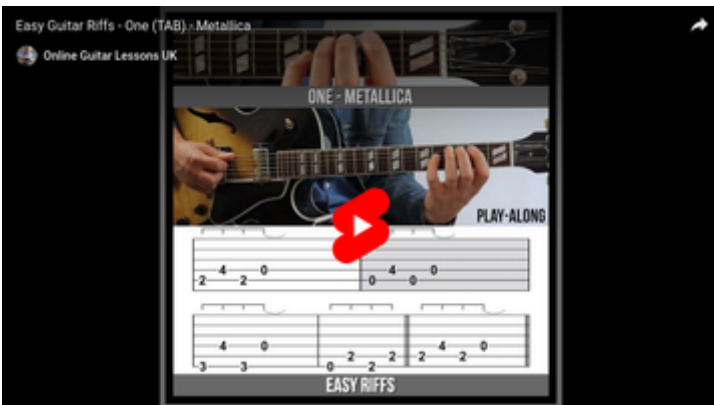 Easy Guitar Riffs - One (TAB) - Metallica
Online Guitar Lessons UK
ONE - METALLICA
PLAY-ALONG
2 4 2 0 0 4 0 0
3 4 3 0 0 2 2 2 2 4 2 0
EASY RIFFS